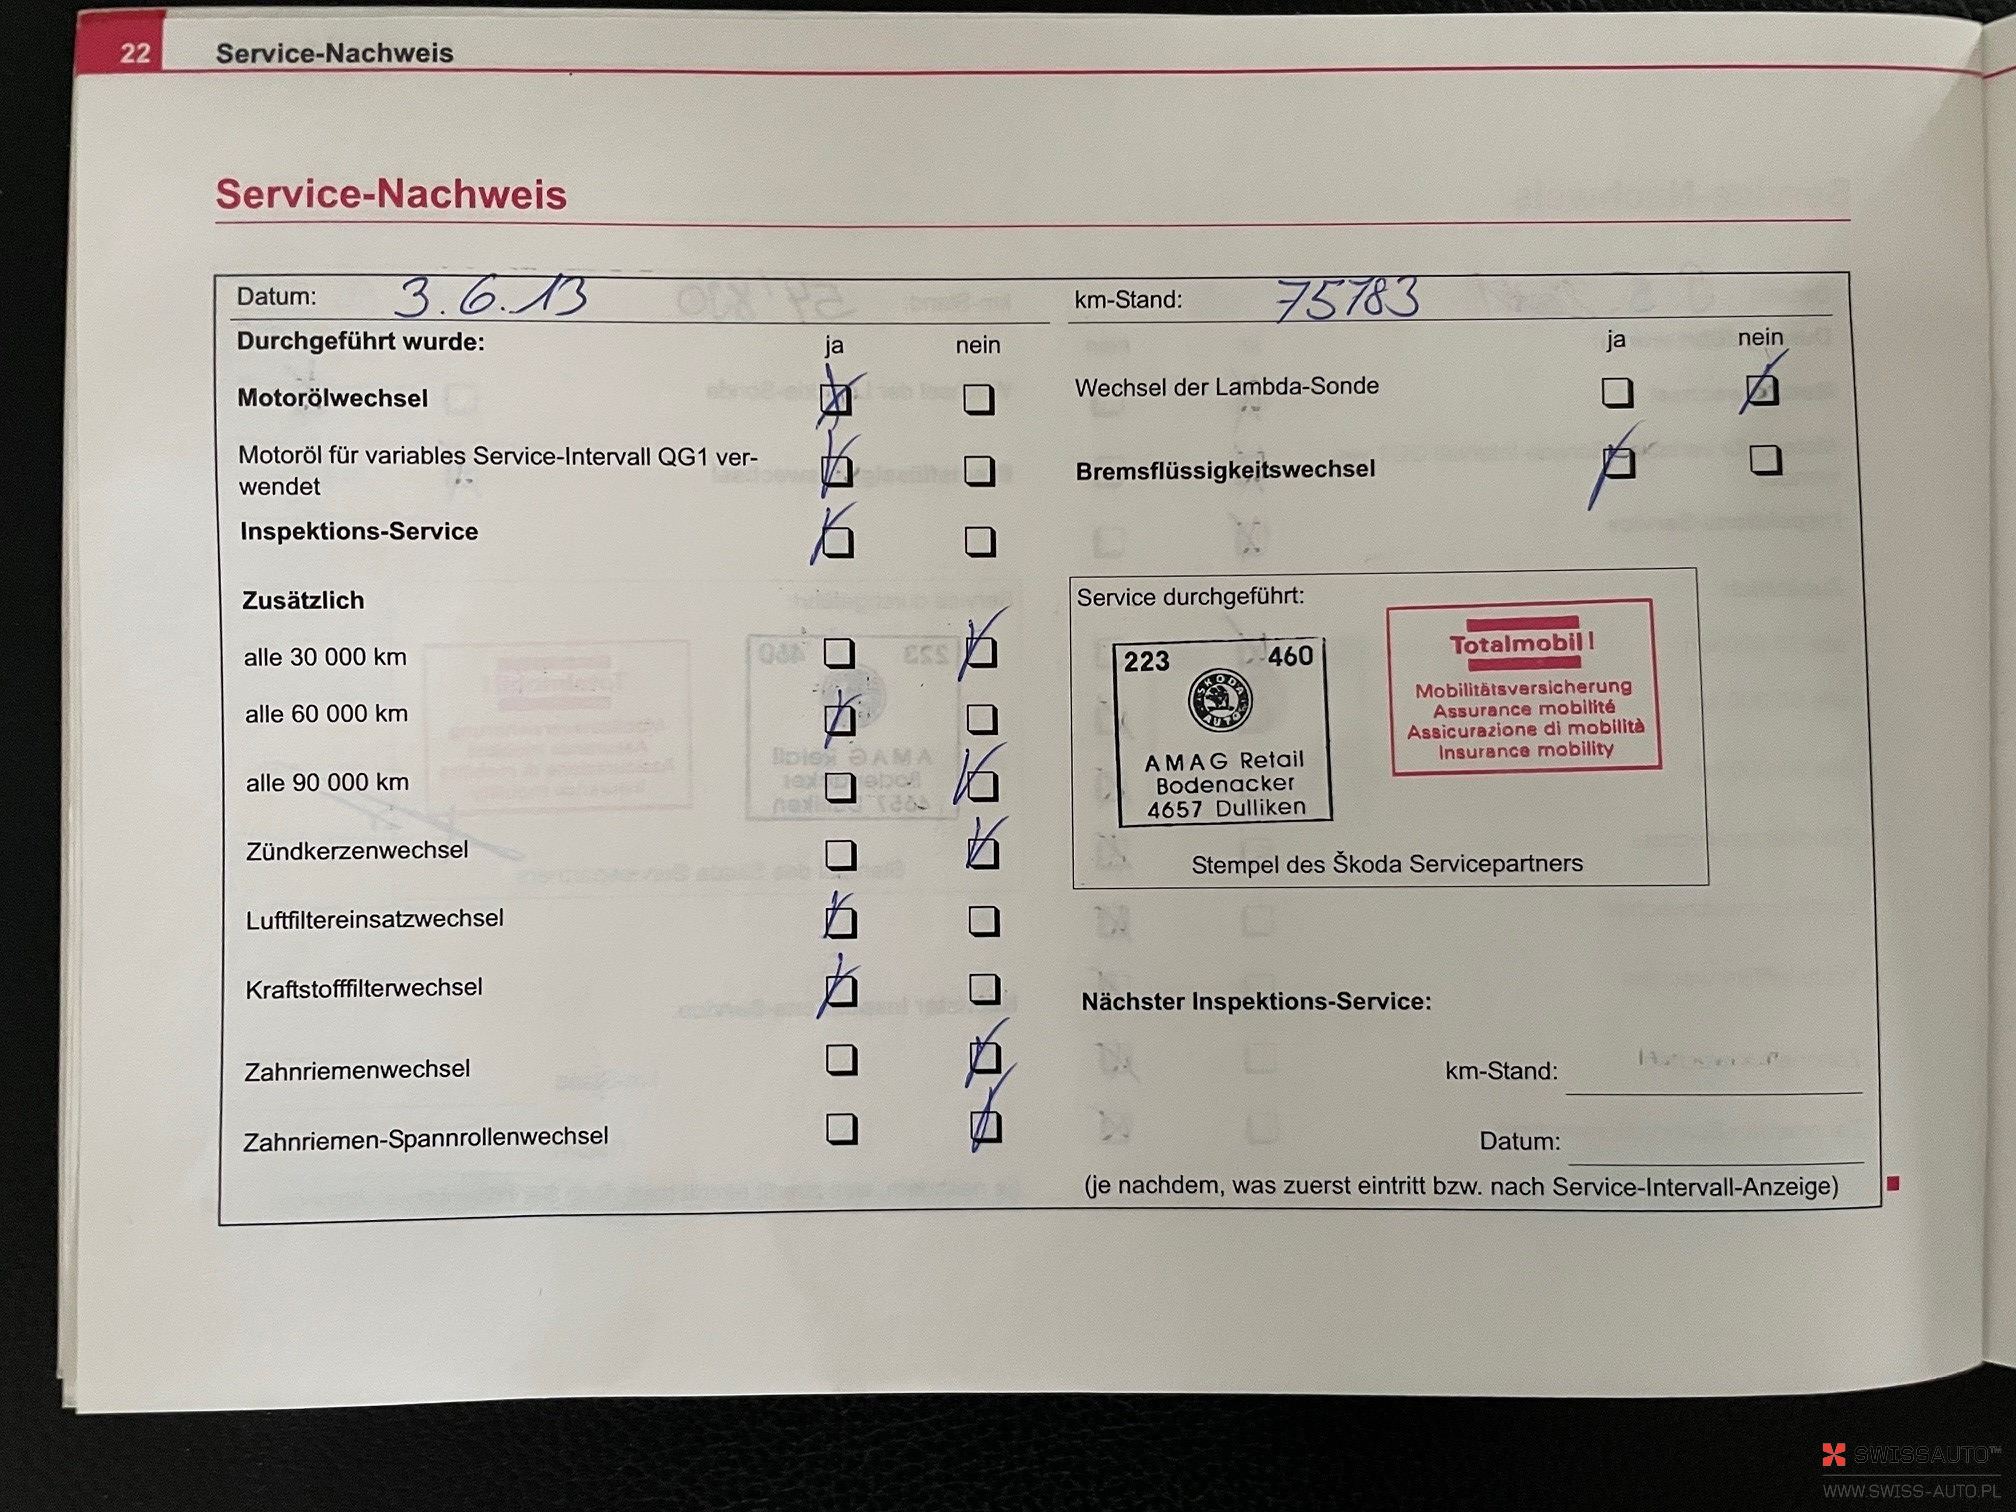 22 Service-Nachweis
Service-Nachweis
Datum: 3.6.13
Durchgeführt wurde: ja nein
Motorölwechsel
Motoröl für variables Service-Intervall QG1 ver-
wendet
Inspektions-Service
Zusätzlich
alle 30 000 km
alle 60 000 km
alle 90 000 km
Zündkerzenwechsel
Luftfiltereinsatzwechsel
Kraftstofffilterwechsel
Zahnriemenwechsel
Zahnriemen-Spannrollenwechsel
km-Stand: 75783
ja nein
Wechsel der Lambda-Sonde
Bremsflüssigkeitswechsel
Service durchgeführt:
223 460
SKODA
AUTO
AMAG Retail
Bodenacker
4657 Dulliken
Totalmobil!
Mobilitätsversicherung
Assurance mobilité
Assicurazione di mobilità
Insurance mobility
Stempel des Škoda Servicepartners
Nächster Inspektions-Service:
km-Stand:
Datum:
(je nachdem, was zuerst eintritt bzw. nach Service-Intervall-Anzeige)
SWISSAUTO™
WWW.SWISS-AUTO.PL